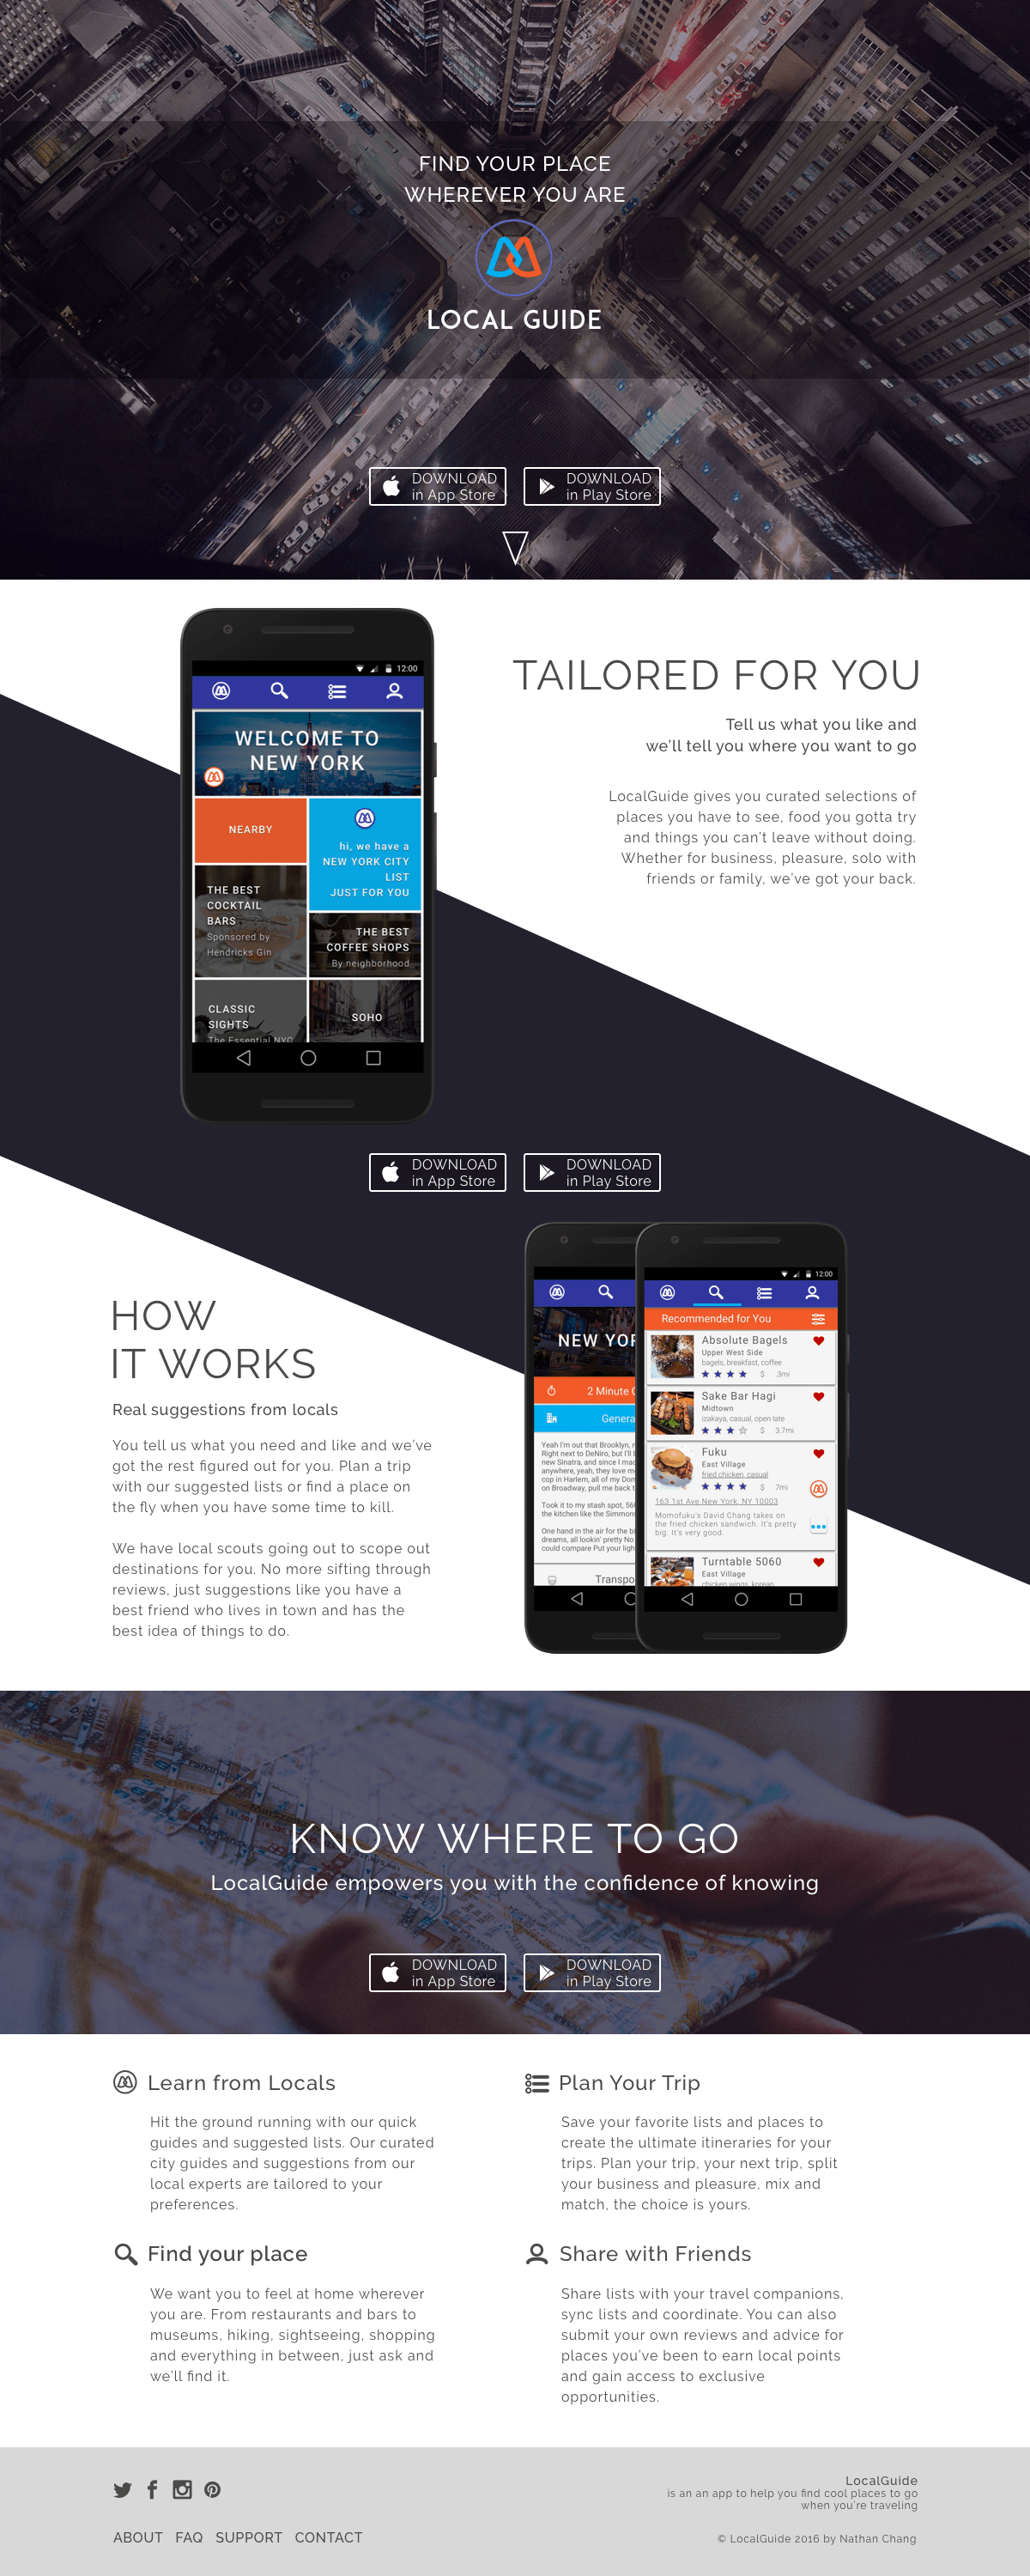 FIND YOUR PLACE
WHEREVER YOU ARE
LOCAL GUIDE
DOWNLOAD
in App Store
DOWNLOAD
in Play Store
12:00
WELCOME TO
NEW YORK
NEARBY
hi, we have a
NEW YORK CITY
LIST
JUST FOR YOU
THE BEST
COCKTAIL
BARS
Sponsored by
Hendricks Gin
THE BEST
COFFEE SHOPS
By neighborhood
CLASSIC
SIGHTS
The Essential NYC
SOHO
TAILORED FOR YOU
Tell us what you like and
we'll tell you where you want to go
LocalGuide gives you curated selections of
places you have to see, food you gotta try
and things you can't leave without doing.
Whether for business, pleasure, solo with
friends or family, we've got your back.
DOWNLOAD
in App Store
DOWNLOAD
in Play Store
HOW
IT WORKS
Real suggestions from locals
You tell us what you need and like and we've
got the rest figured out for you. Plan a trip
with our suggested lists or find a place on
the fly when you have some time to kill.
We have local scouts going out to scope out
destinations for you. No more sifting through
reviews, just suggestions like you have a
best friend who lives in town and has the
best idea of things to do.
NEW YOR
2 Minute
Genera
Yeah I'm out that Brooklyn,
Right next to DeNiro, but I'll
new Sinatra, and since I mad
anywhere, yeah, they love m
cop in Harlem, all of my Dom
on Broadway, pull me back t
Took it to my stash spot, 56
the kitchen like the Simmons
One hand in the air for the bi
dreams, all lookin' pretty No
could compare Put your ligh
Transpo
12:00
Recommended for You
Absolute Bagels
Upper West Side
bagels, breakfast, coffee
$ .3mi
Sake Bar Hagi
Midtown
izakaya, casual, open late
$ 3.7mi
Fuku
East Village
fried chicken, casual
$ 7mi
163 1st Ave New York, NY 10003
Momofuku's David Chang takes on
the fried chicken sandwich. It's pretty
big. It's very good.
Turntable 5060
East Village
chicken wings, korean
KNOW WHERE TO GO
LocalGuide empowers you with the confidence of knowing
DOWNLOAD
in App Store
DOWNLOAD
in Play Store
Learn from Locals
Hit the ground running with our quick
guides and suggested lists. Our curated
city guides and suggestions from our
local experts are tailored to your
preferences.
Plan Your Trip
Save your favorite lists and places to
create the ultimate itineraries for your
trips. Plan your trip, your next trip, split
your business and pleasure, mix and
match, the choice is yours.
Find your place
We want you to feel at home wherever
you are. From restaurants and bars to
museums, hiking, sightseeing, shopping
and everything in between, just ask and
we'll find it.
Share with Friends
Share lists with your travel companions,
sync lists and coordinate. You can also
submit your own reviews and advice for
places you've been to earn local points
and gain access to exclusive
opportunities.
ABOUT FAQ SUPPORT CONTACT
LocalGuide
is an an app to help you find cool places to go
when you're traveling
© LocalGuide 2016 by Nathan Chang